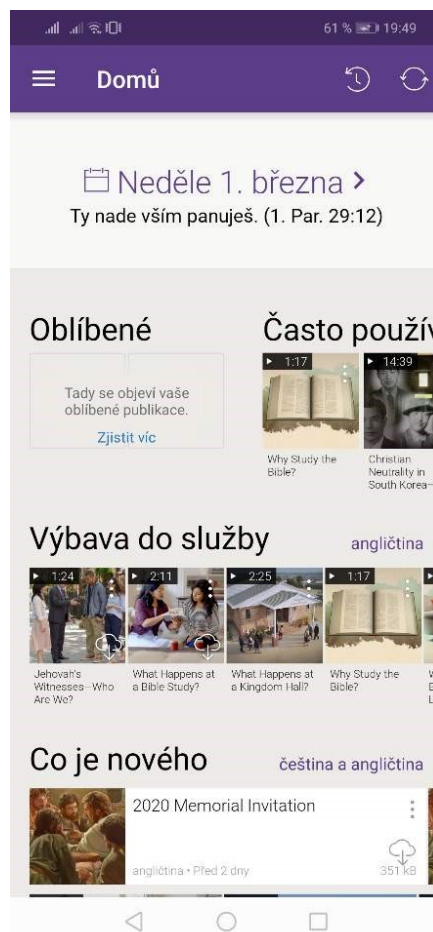 61 % 19:49
Domů
Neděle 1. března
Ty nade vším panuješ. (1. Par. 29:12)
Oblíbené
Tady se objeví vaše
oblíbené publikace.
Zjistit víc
Často použív
1:17
14:39
Why Study the
Bible?
Christian
Neutrality in
South Korea—
Výbava do služby
angličtina
1:24
2:11
2:25
1:17
Jehovah's
Witnesses—Who
Are We?
What Happens at
a Bible Study?
What Happens at
a Kingdom Hall?
Why Study the
Bible?
Co je nového
čeština a angličtina
2020 Memorial Invitation
angličtina • Před 2 dny
351 kB